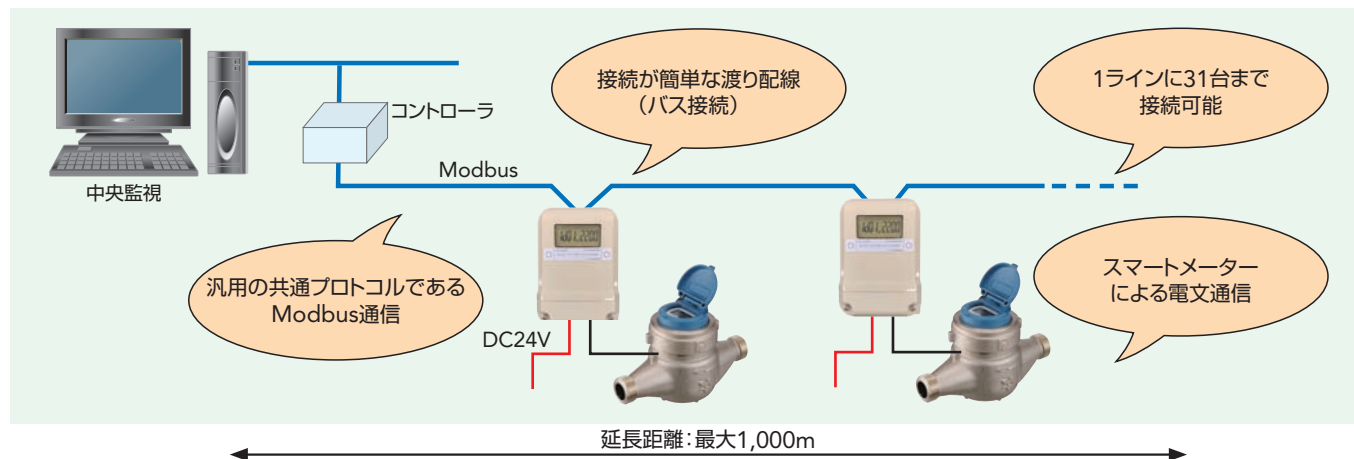 中央監視
コントローラ
Modbus
接続が簡単な渡り配線
(バス接続)
1ラインに31台まで
接続可能
汎用の共通プロトコルである
Modbus通信
DC24V
スマートメーター
による電文通信
延長距離:最大1,000m